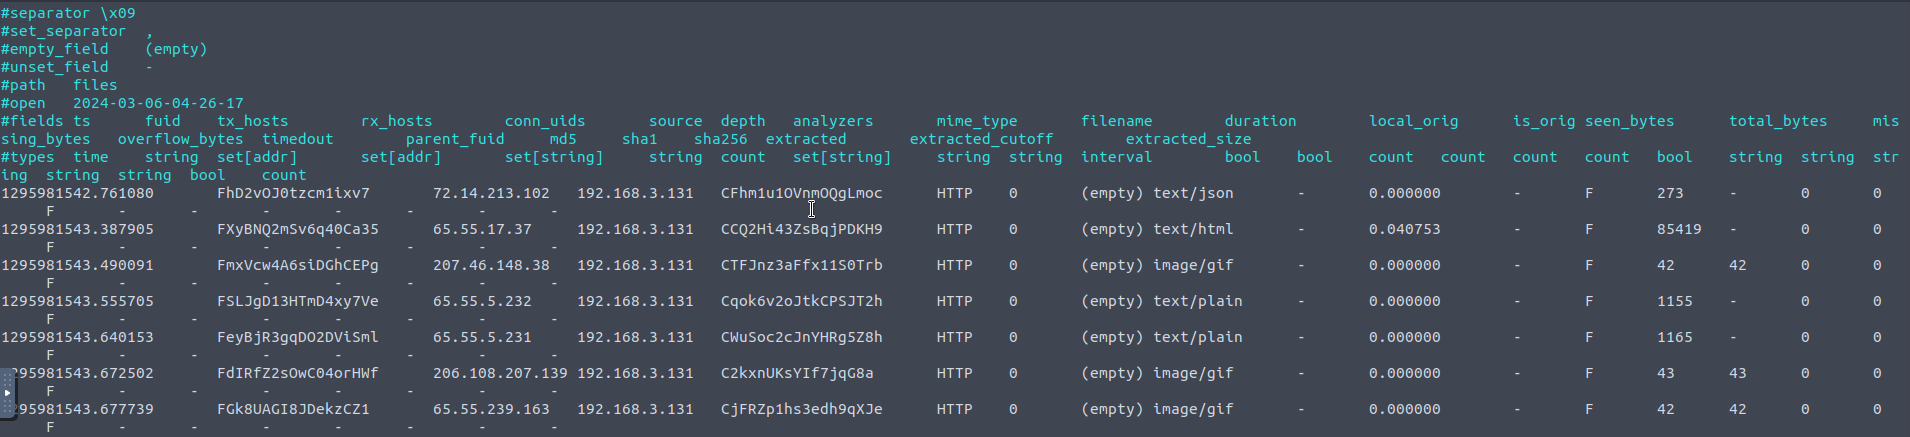 #separator \x09
#set_separator ,
#empty_field (empty)
#unset_field -
#path files
#open 2024-03-06-04-26-17
#fields ts fuid tx_hosts rx_hosts conn_uids source depth analyzers mime_type filename duration local_orig is_orig seen_bytes total_bytes mis
sing_bytes overflow_bytes timedout parent_fuid md5 sha1 sha256 extracted extracted_cutoff extracted_size
#types time string set[addr] set[addr] set[string] string count set[string] string string interval bool bool count count count count bool string string str
ing string string bool count
1295981542.761080 FhD2vOJ0tzcm1ixv7 72.14.213.102 192.168.3.131 CFhm1u1OVnmOQgLmoc HTTP 0 (empty) text/json - 0.000000 - F 273 - 0 0
F - - - - - - -
1295981543.387905 FXyBNQ2mSv6q40Ca35 65.55.17.37 192.168.3.131 CCQ2Hi43ZsBqjPDKH9 HTTP 0 (empty) text/html - 0.040753 - F 85419 - 0 0
F - - - - - - -
1295981543.490091 FmxVcw4A6siDGhCEPg 207.46.148.38 192.168.3.131 CTFJnz3aFfx11S0Trb HTTP 0 (empty) image/gif - 0.000000 - F 42 42 0 0
F - - - - - - -
1295981543.555705 FSLJgD13HTmD4xy7Ve 65.55.5.232 192.168.3.131 Cqok6v2oJtkCPSJT2h HTTP 0 (empty) text/plain - 0.000000 - F 1155 - 0 0
F - - - - - - -
1295981543.640153 FeyBjR3gqDO2DViSml 65.55.5.231 192.168.3.131 CWuSoc2cJnYHRg5Z8h HTTP 0 (empty) text/plain - 0.000000 - F 1165 - 0 0
F - - - - - - -
95981543.672502 FdIRfZ2sOwC04orHWf 206.108.207.139 192.168.3.131 C2kxnUKsYIf7jqG8a HTTP 0 (empty) image/gif - 0.000000 - F 43 43 0 0
F - - - - - - -
95981543.677739 FGk8UAGI8JDekzCZ1 65.55.239.163 192.168.3.131 CjFRZp1hs3edh9qXJe HTTP 0 (empty) image/gif - 0.000000 - F 42 42 0 0
F - - - - - - -